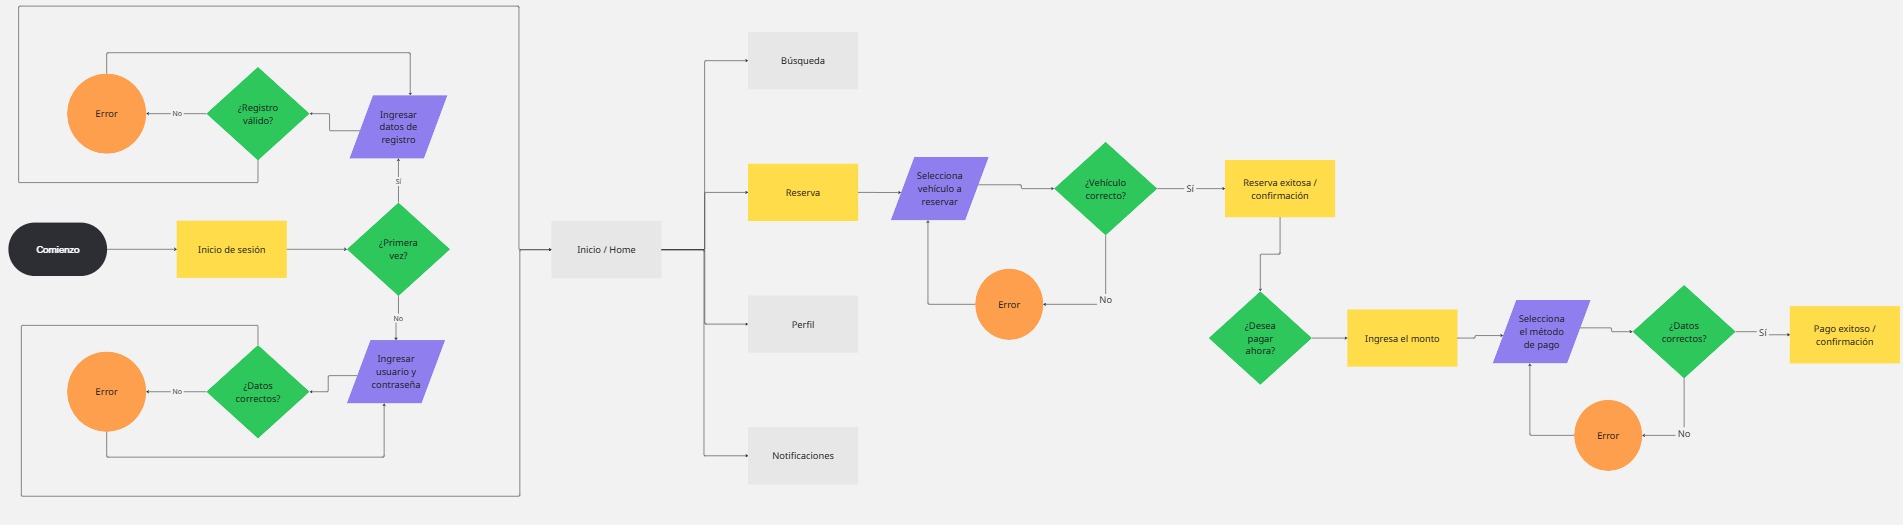 Error
No
¿Registro
válido?
Ingresar
datos de
registro
Sí
Comienzo
Inicio de sesión
¿Primera
vez?
No
Ingresar
usuario y
contraseña
¿Datos
correctos?
No
Error
Inicio / Home
Búsqueda
Reserva
Perfil
Notificaciones
Selecciona
vehículo a
reservar
¿Vehículo
correcto?
Sí
Reserva exitosa /
confirmación
No
Error
¿Desea
pagar
ahora?
Ingresa el monto
Selecciona
el método
de pago
¿Datos
correctos?
Sí
Pago exitoso /
confirmación
No
Error